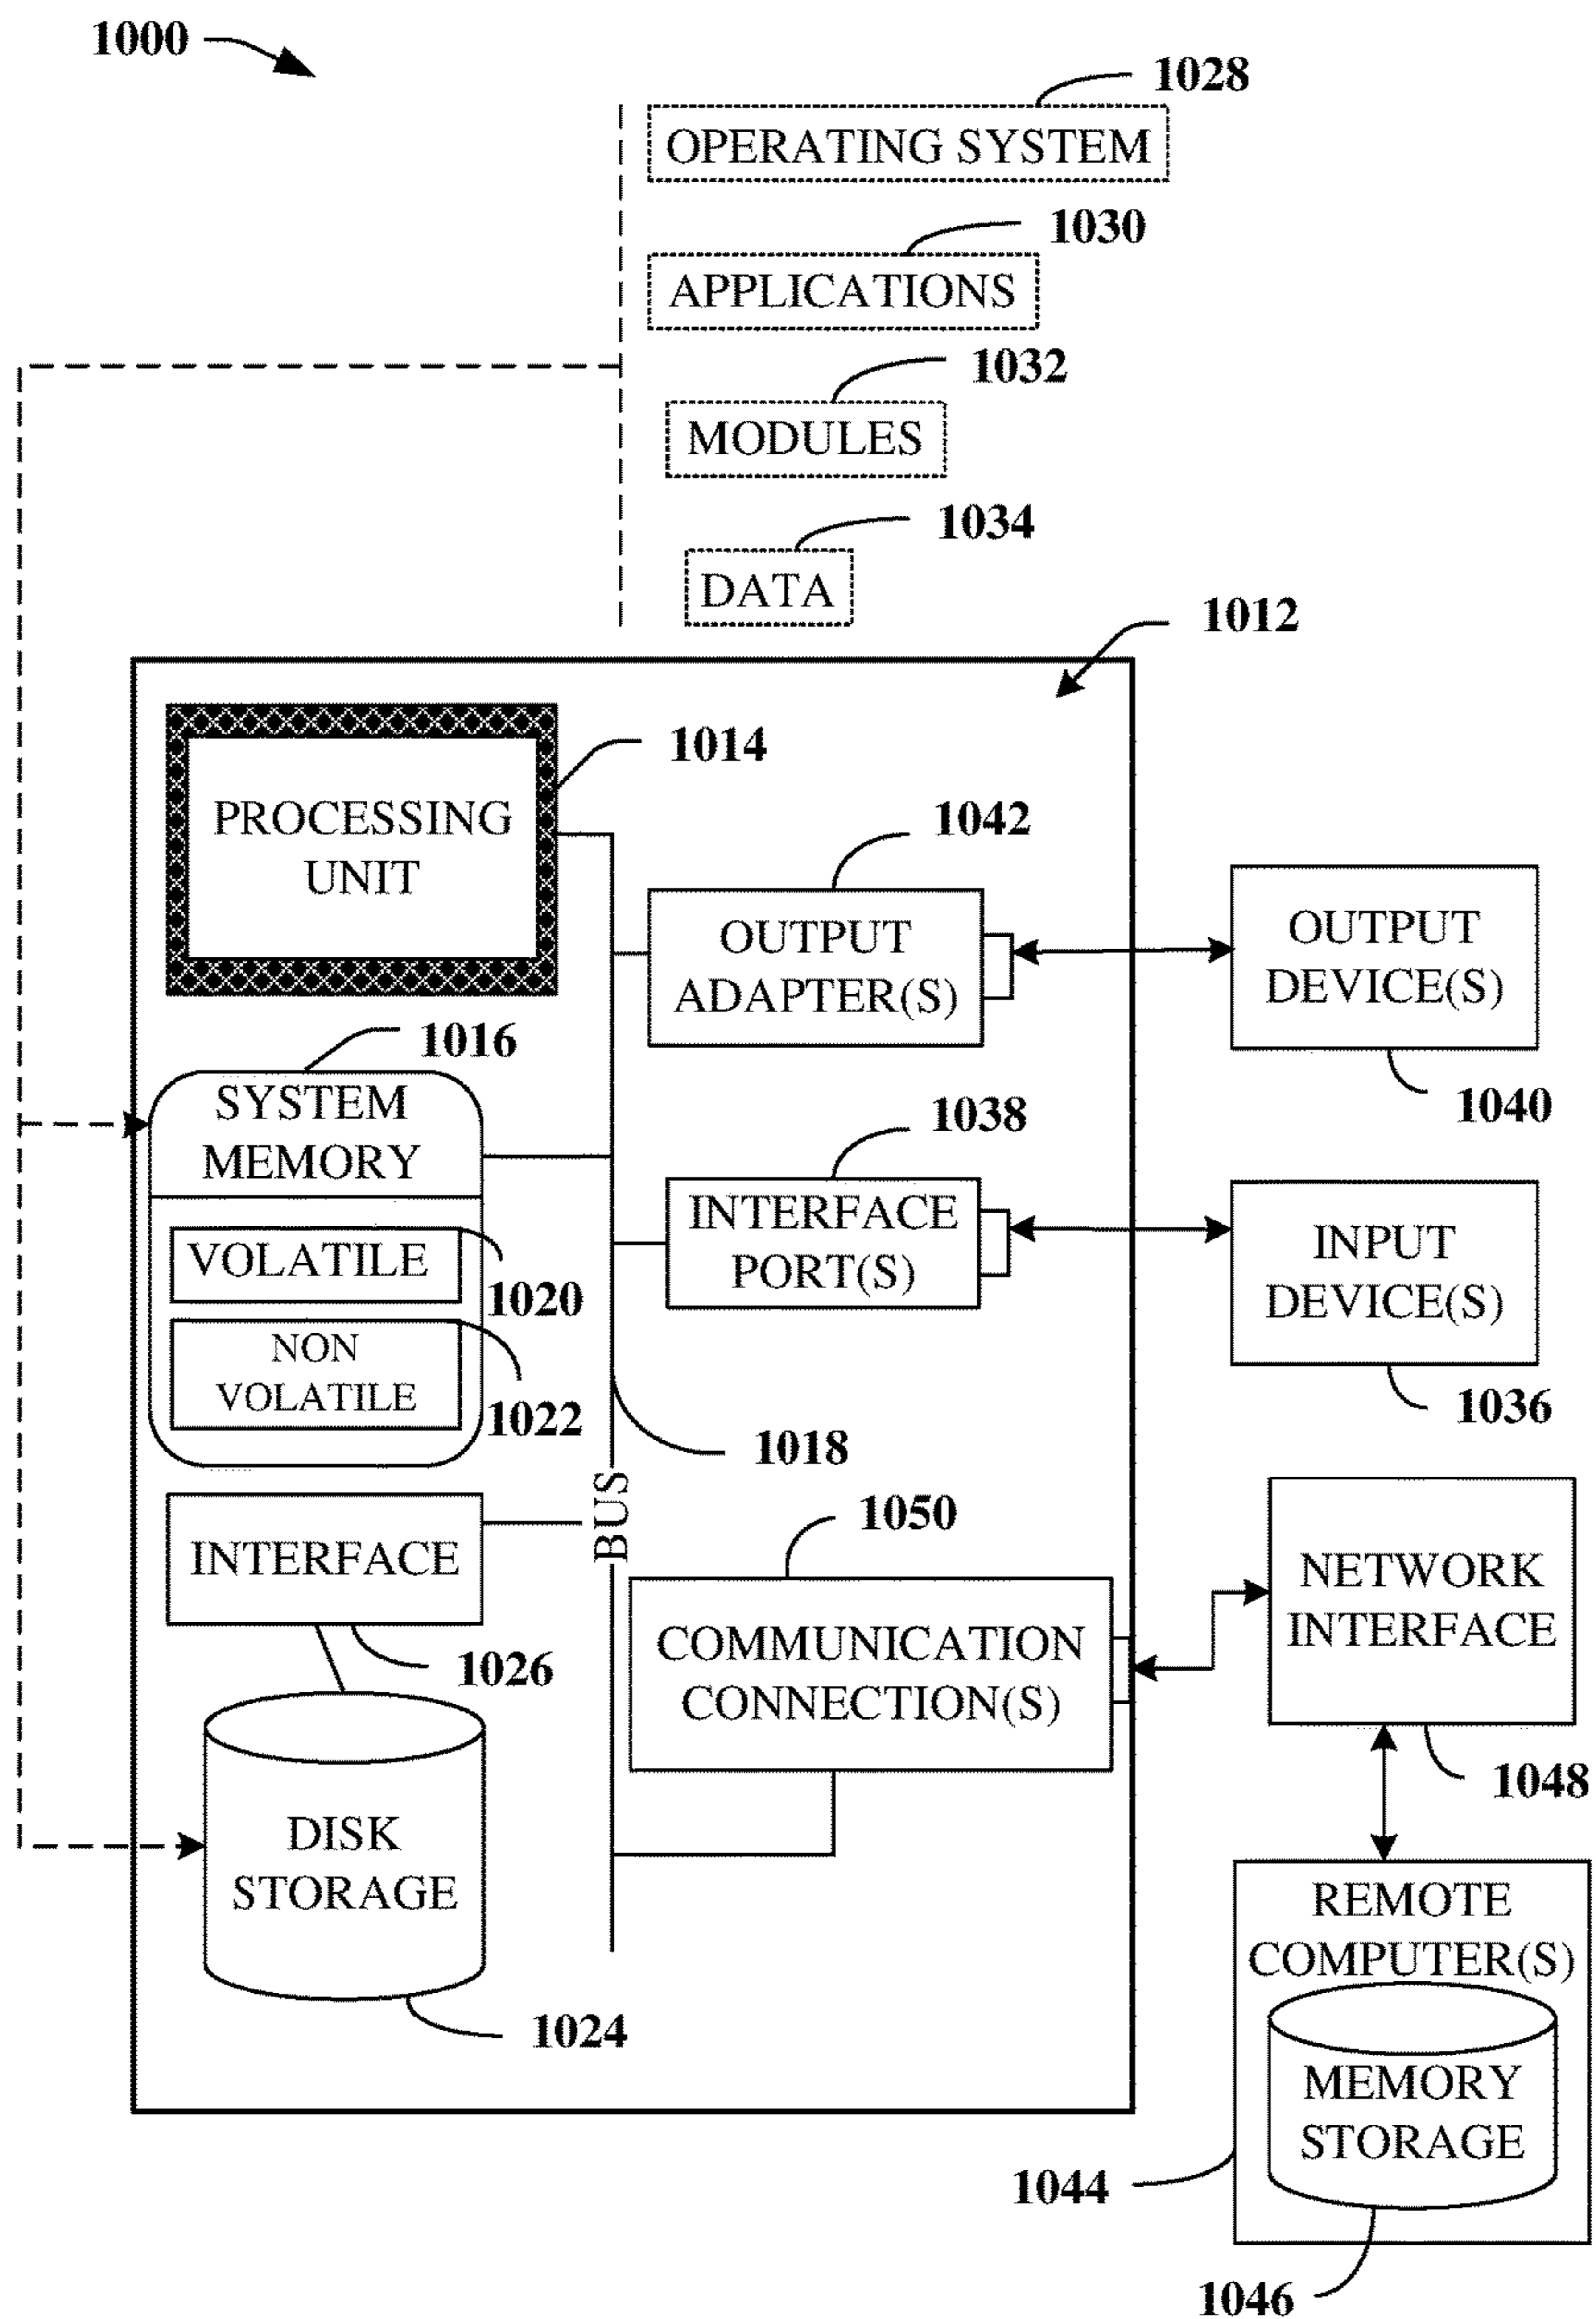 1000
1028
OPERATING SYSTEM
1030
APPLICATIONS
1032
MODULES
1034
DATA
1012
1014
PROCESSING
UNIT
1042
OUTPUT
ADAPTER(S)
OUTPUT
DEVICE(S)
1040
1016
SYSTEM
MEMORY
VOLATILE
1020
NON
VOLATILE
1022
1038
INTERFACE
PORT(S)
INPUT
DEVICE(S)
1036
1018
BUS
INTERFACE
1026
1050
COMMUNICATION
CONNECTION(S)
NETWORK
INTERFACE
1048
DISK
STORAGE
1024
REMOTE
COMPUTER(S)
MEMORY
STORAGE
1044
1046